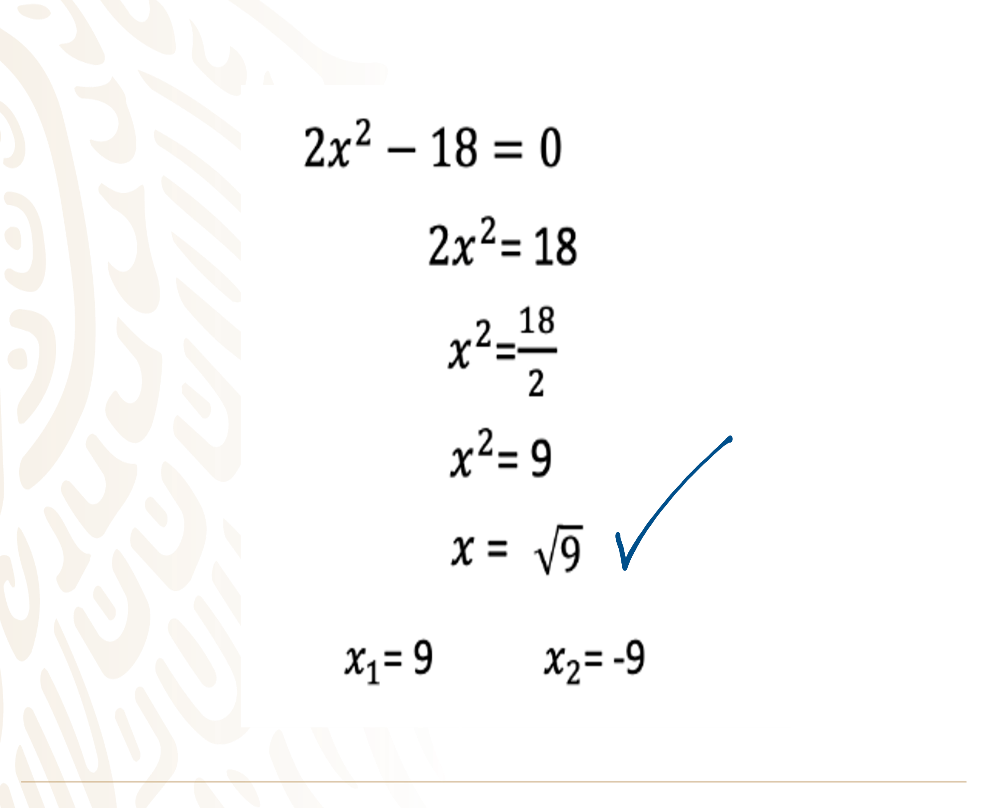 2x² − 18 = 0
2x²= 18
x²=18/2
x²= 9
x = √9 ✓
x₁= 9 x₂= -9